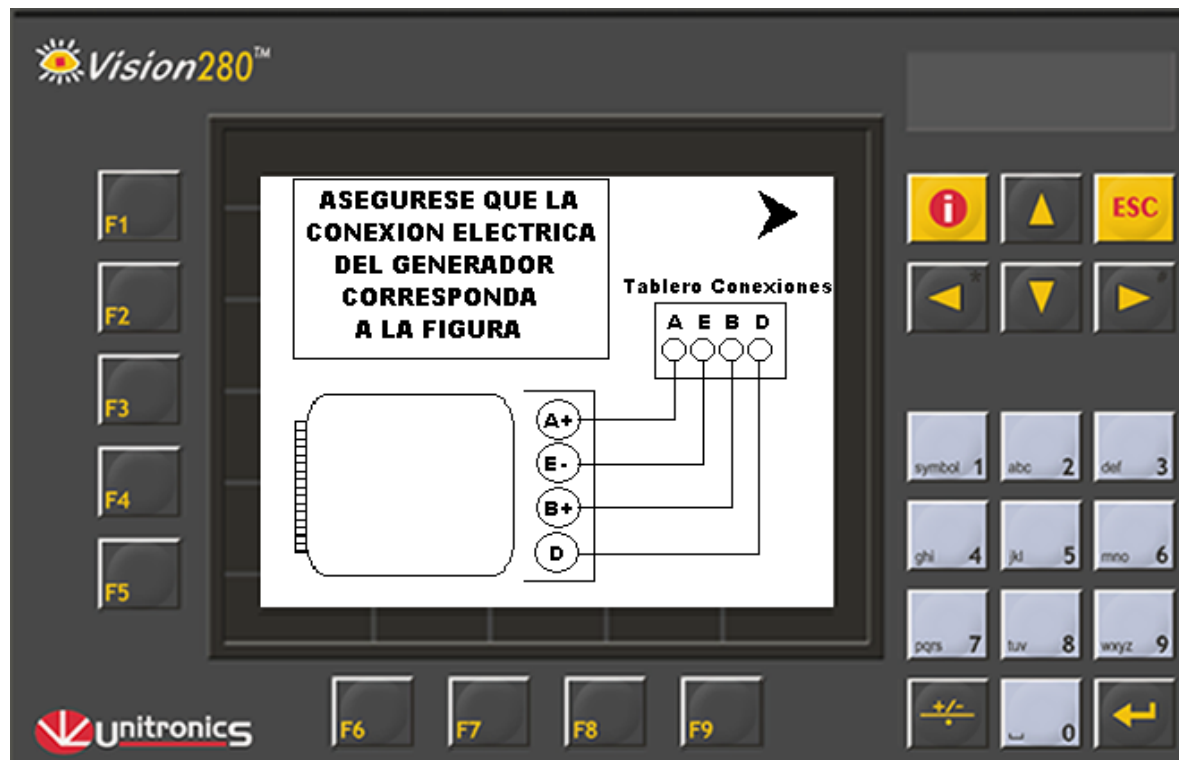 Vision280™
F1
F2
F3
F4
F5
ASEGURESE QUE LA
CONEXION ELECTRICA
DEL GENERADOR
CORRESPONDA
A LA FIGURA
Tablero Conexiones
A E B D
A+
E-
B+
D
i ESC
*
#
symbol 1 abc 2 def 3
ghi 4 jkl 5 mno 6
pqrs 7 tuv 8 wxyz 9
+/- . 0
F6 F7 F8 F9
unitronics